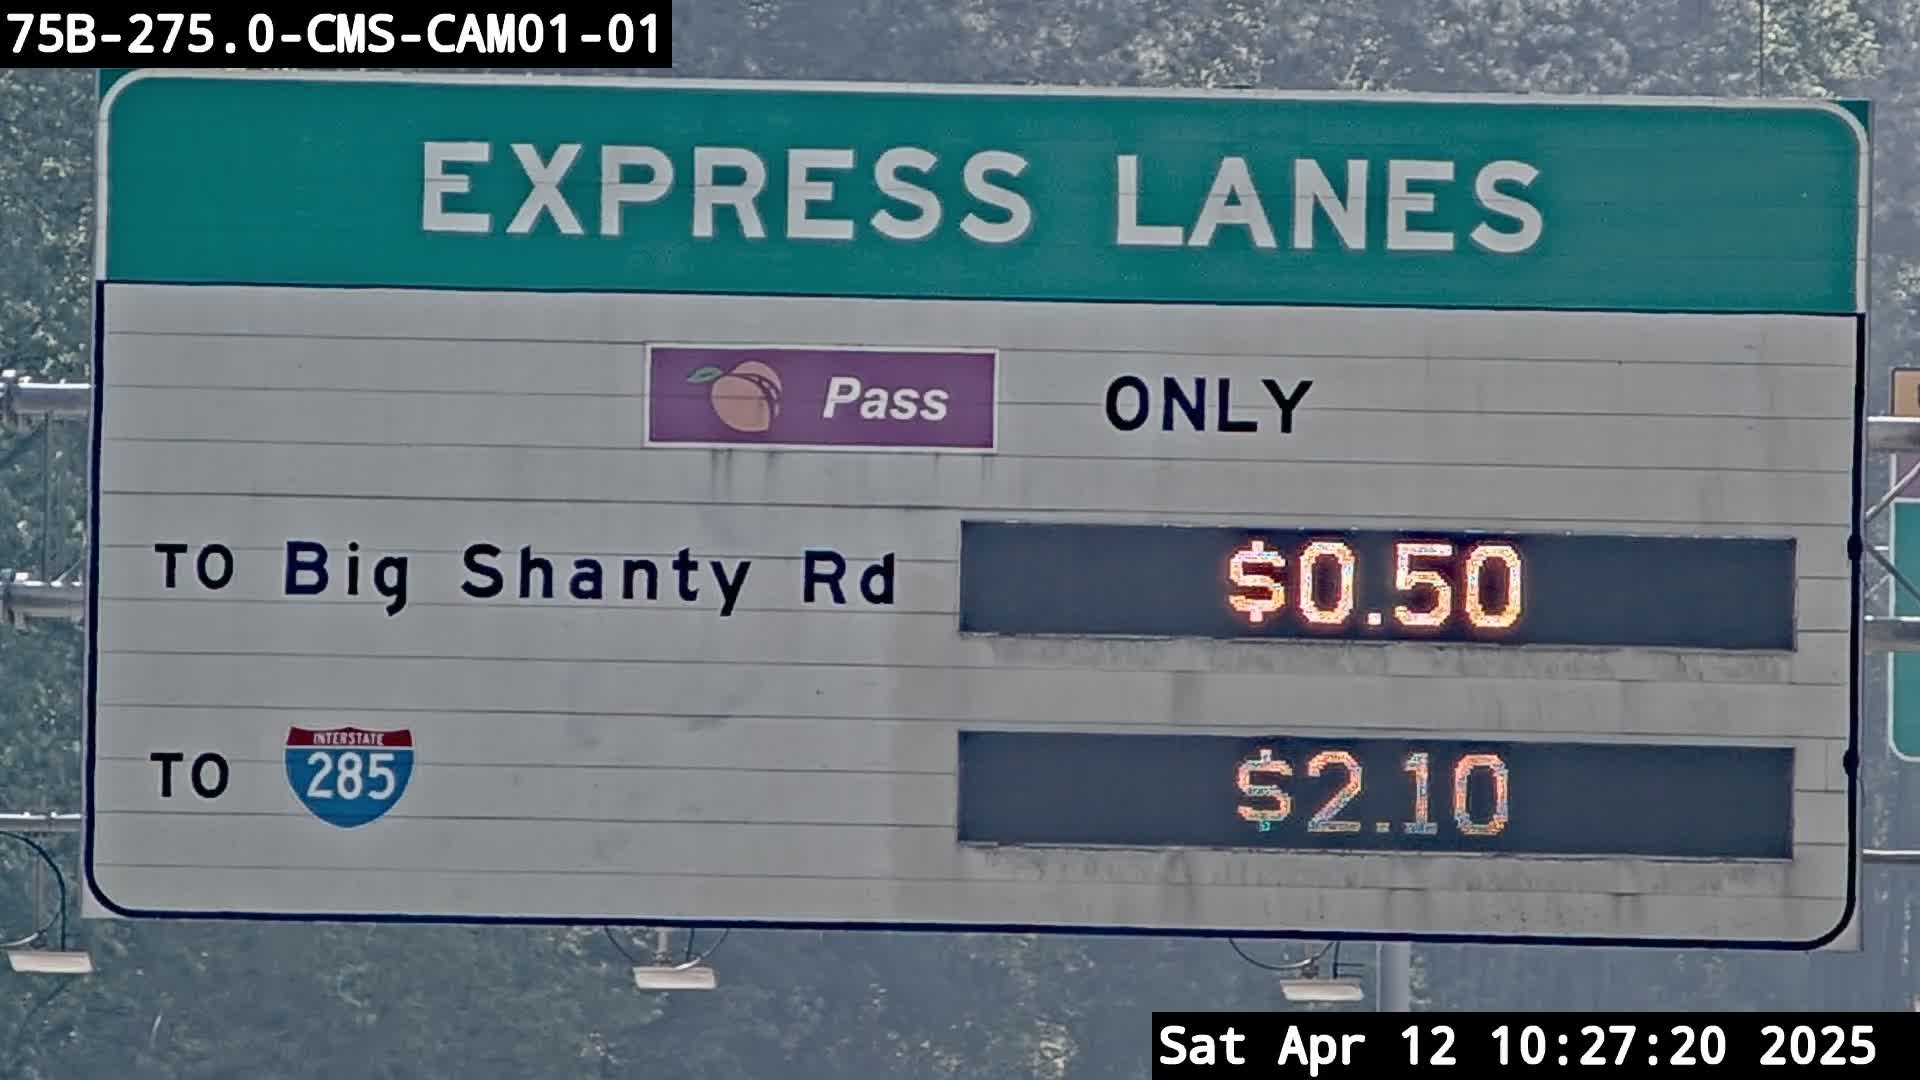 75B-275.0-CMS-CAM01-01
EXPRESS LANES
Pass ONLY
TO Big Shanty Rd $0.50
TO INTERSTATE 285 $2.10
Sat Apr 12 10:27:20 2025